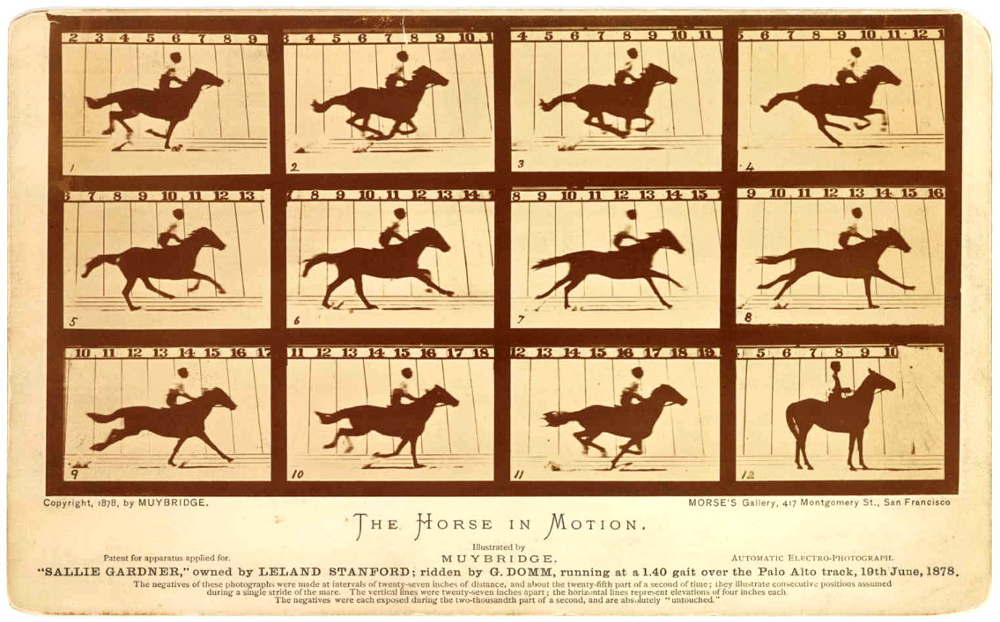 2 3 4 5 6 7 8 9
3 4 5 6 7 8 9 10 1
4 5 6 7 8 9 10 11
5 6 7 8 9 10 11 12 1
1
2
3
4
6 7 8 9 10 11 12 13
7 8 9 10 11 12 13 14 1
8 9 10 11 12 13 14 15 1
9 10 11 12 13 14 15 16
5
6
7
8
10 11 12 13 14 15 16 17
11 12 13 14 15 16 17 18
12 13 14 15 16 17 18 19
4 5 6 7 8 9 10
9
10
11
12
Copyright, 1878, by MUYBRIDGE.
MORSE'S Gallery, 417 Montgomery St., San Francisco
THE HORSE IN MOTION.
Illustrated by
MUYBRIDGE.
Patent for apparatus applied for.
AUTOMATIC ELECTRO-PHOTOGRAPH.
"SALLIE GARDNER," owned by LELAND STANFORD; ridden by G. DOMM, running at a 1.40 gait over the Palo Alto track, 19th June, 1878.
The negatives of these photographs were made at intervals of twenty-seven inches of distance, and about the twenty-fifth part of a second of time; they illustrate consecutive positions assumed
during a single stride of the mare. The vertical lines were twenty-seven inches apart; the horizontal lines represent elevations of four inches each.
The negatives were each exposed during the two-thousandth part of a second, and are absolutely "untouched."